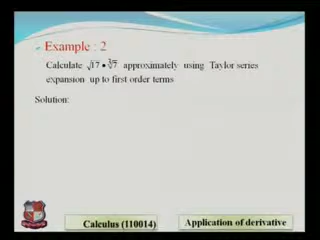 Example : 2
Calculate √17 • ∛7 approximately using Taylor series
expansion up to first order terms
Solution:
Calculus (110014)
Application of derivative